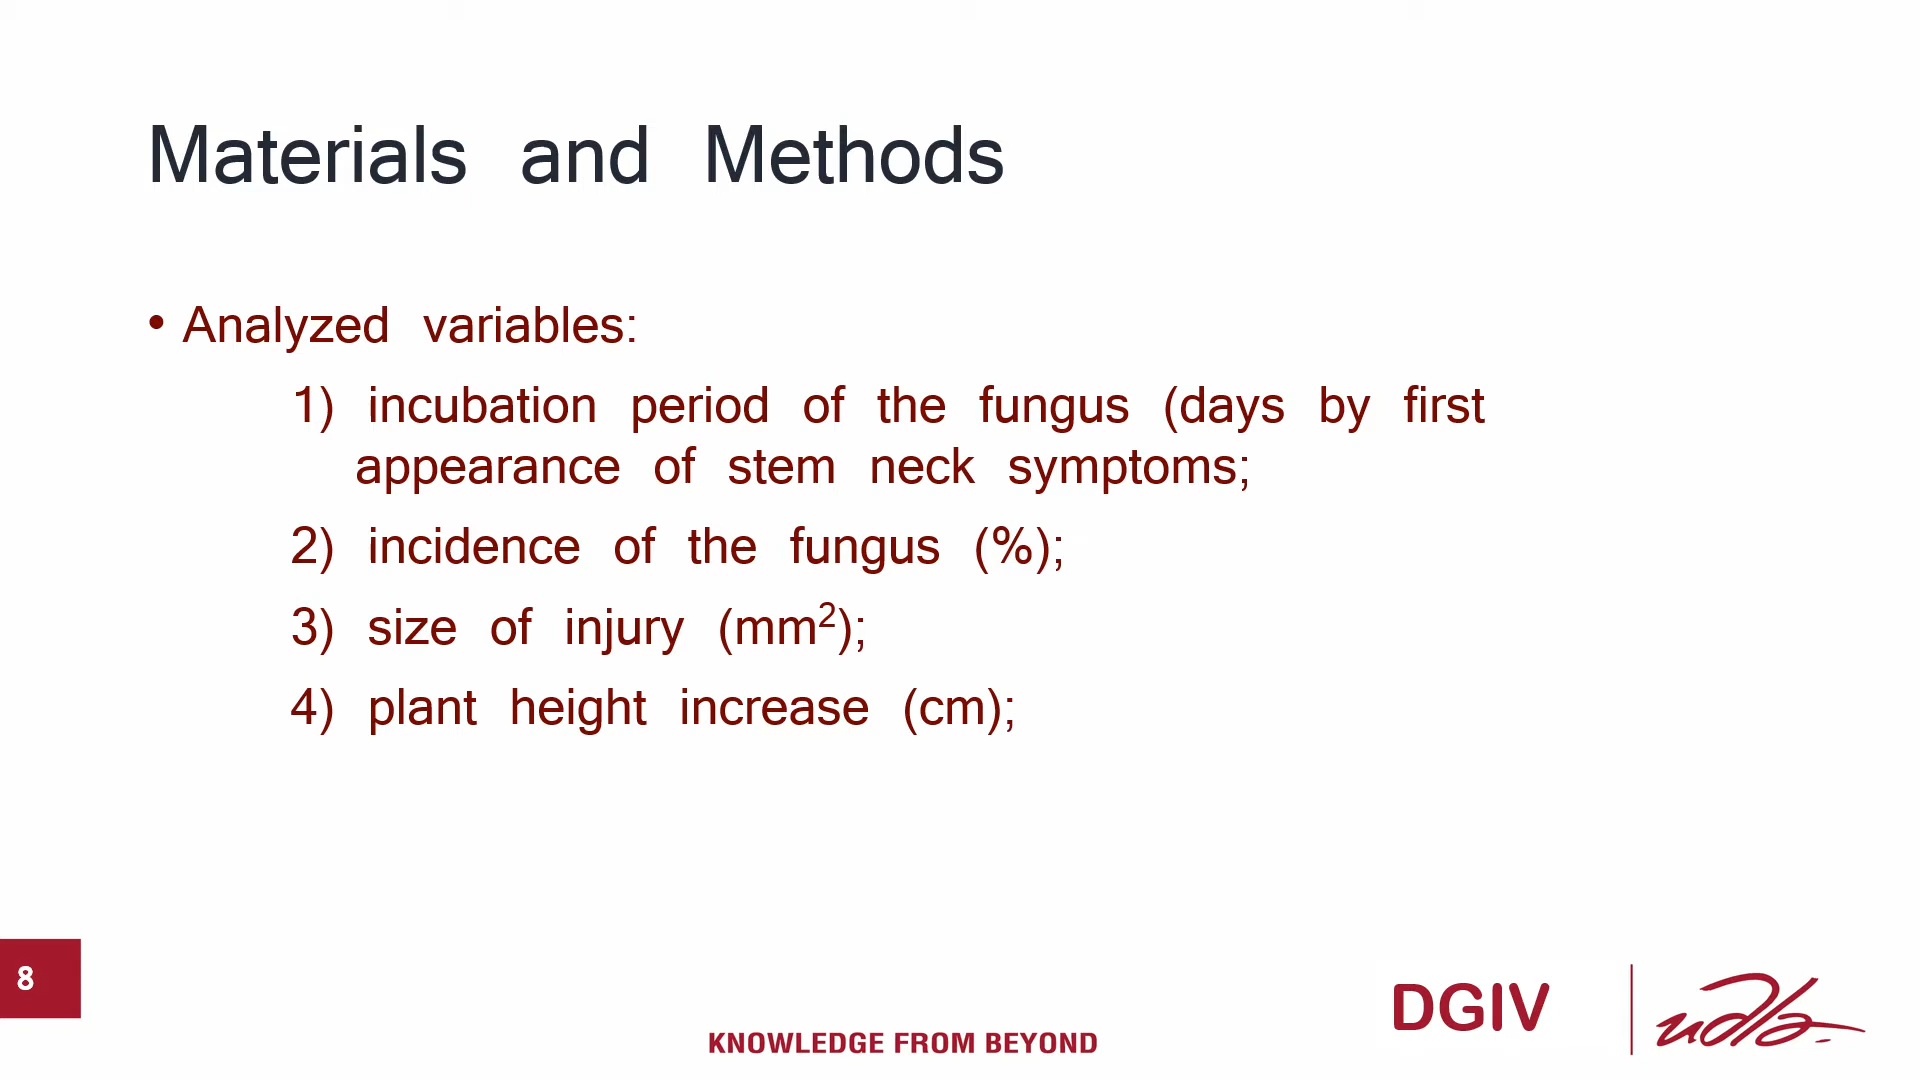 Materials and Methods
• Analyzed variables:
1) incubation period of the fungus (days by first
appearance of stem neck symptoms;
2) incidence of the fungus (%);
3) size of injury (mm²);
4) plant height increase (cm);
8
KNOWLEDGE FROM BEYOND
DGIV
udla-